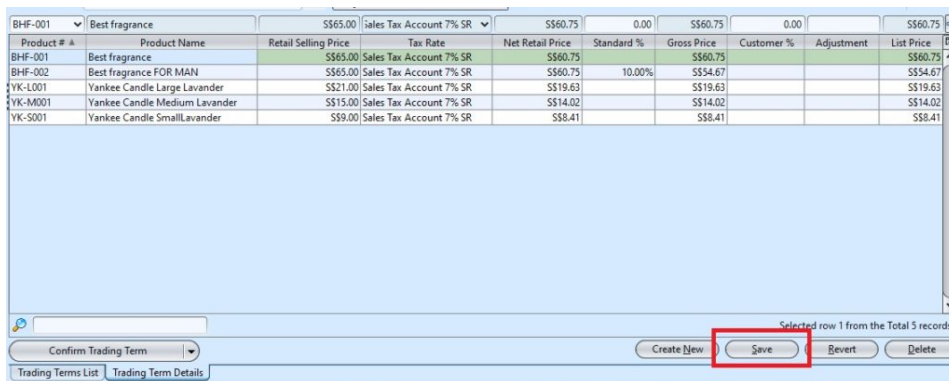 BHF-001 Best fragrance S$65.00 Sales Tax Account 7% SR S$60.75 0.00 S$60.75 0.00 S$60.75
Product # Product Name Retail Selling Price Tax Rate Net Retail Price Standard % Gross Price Customer % Adjustment List Price
BHF-001 Best fragrance S$65.00 Sales Tax Account 7% SR S$60.75 S$60.75 S$60.75
BHF-002 Best fragrance FOR MAN S$65.00 Sales Tax Account 7% SR S$60.75 10.00% S$54.67 S$54.67
YK-L001 Yankee Candle Large Lavander S$21.00 Sales Tax Account 7% SR S$19.63 S$19.63 S$19.63
YK-M001 Yankee Candle Medium Lavander S$15.00 Sales Tax Account 7% SR S$14.02 S$14.02 S$14.02
YK-S001 Yankee Candle SmallLavander S$9.00 Sales Tax Account 7% SR S$8.41 S$8.41 S$8.41
Selected row 1 from the Total 5 records
Confirm Trading Term Create New Save Revert Delete
Trading Terms List Trading Term Details